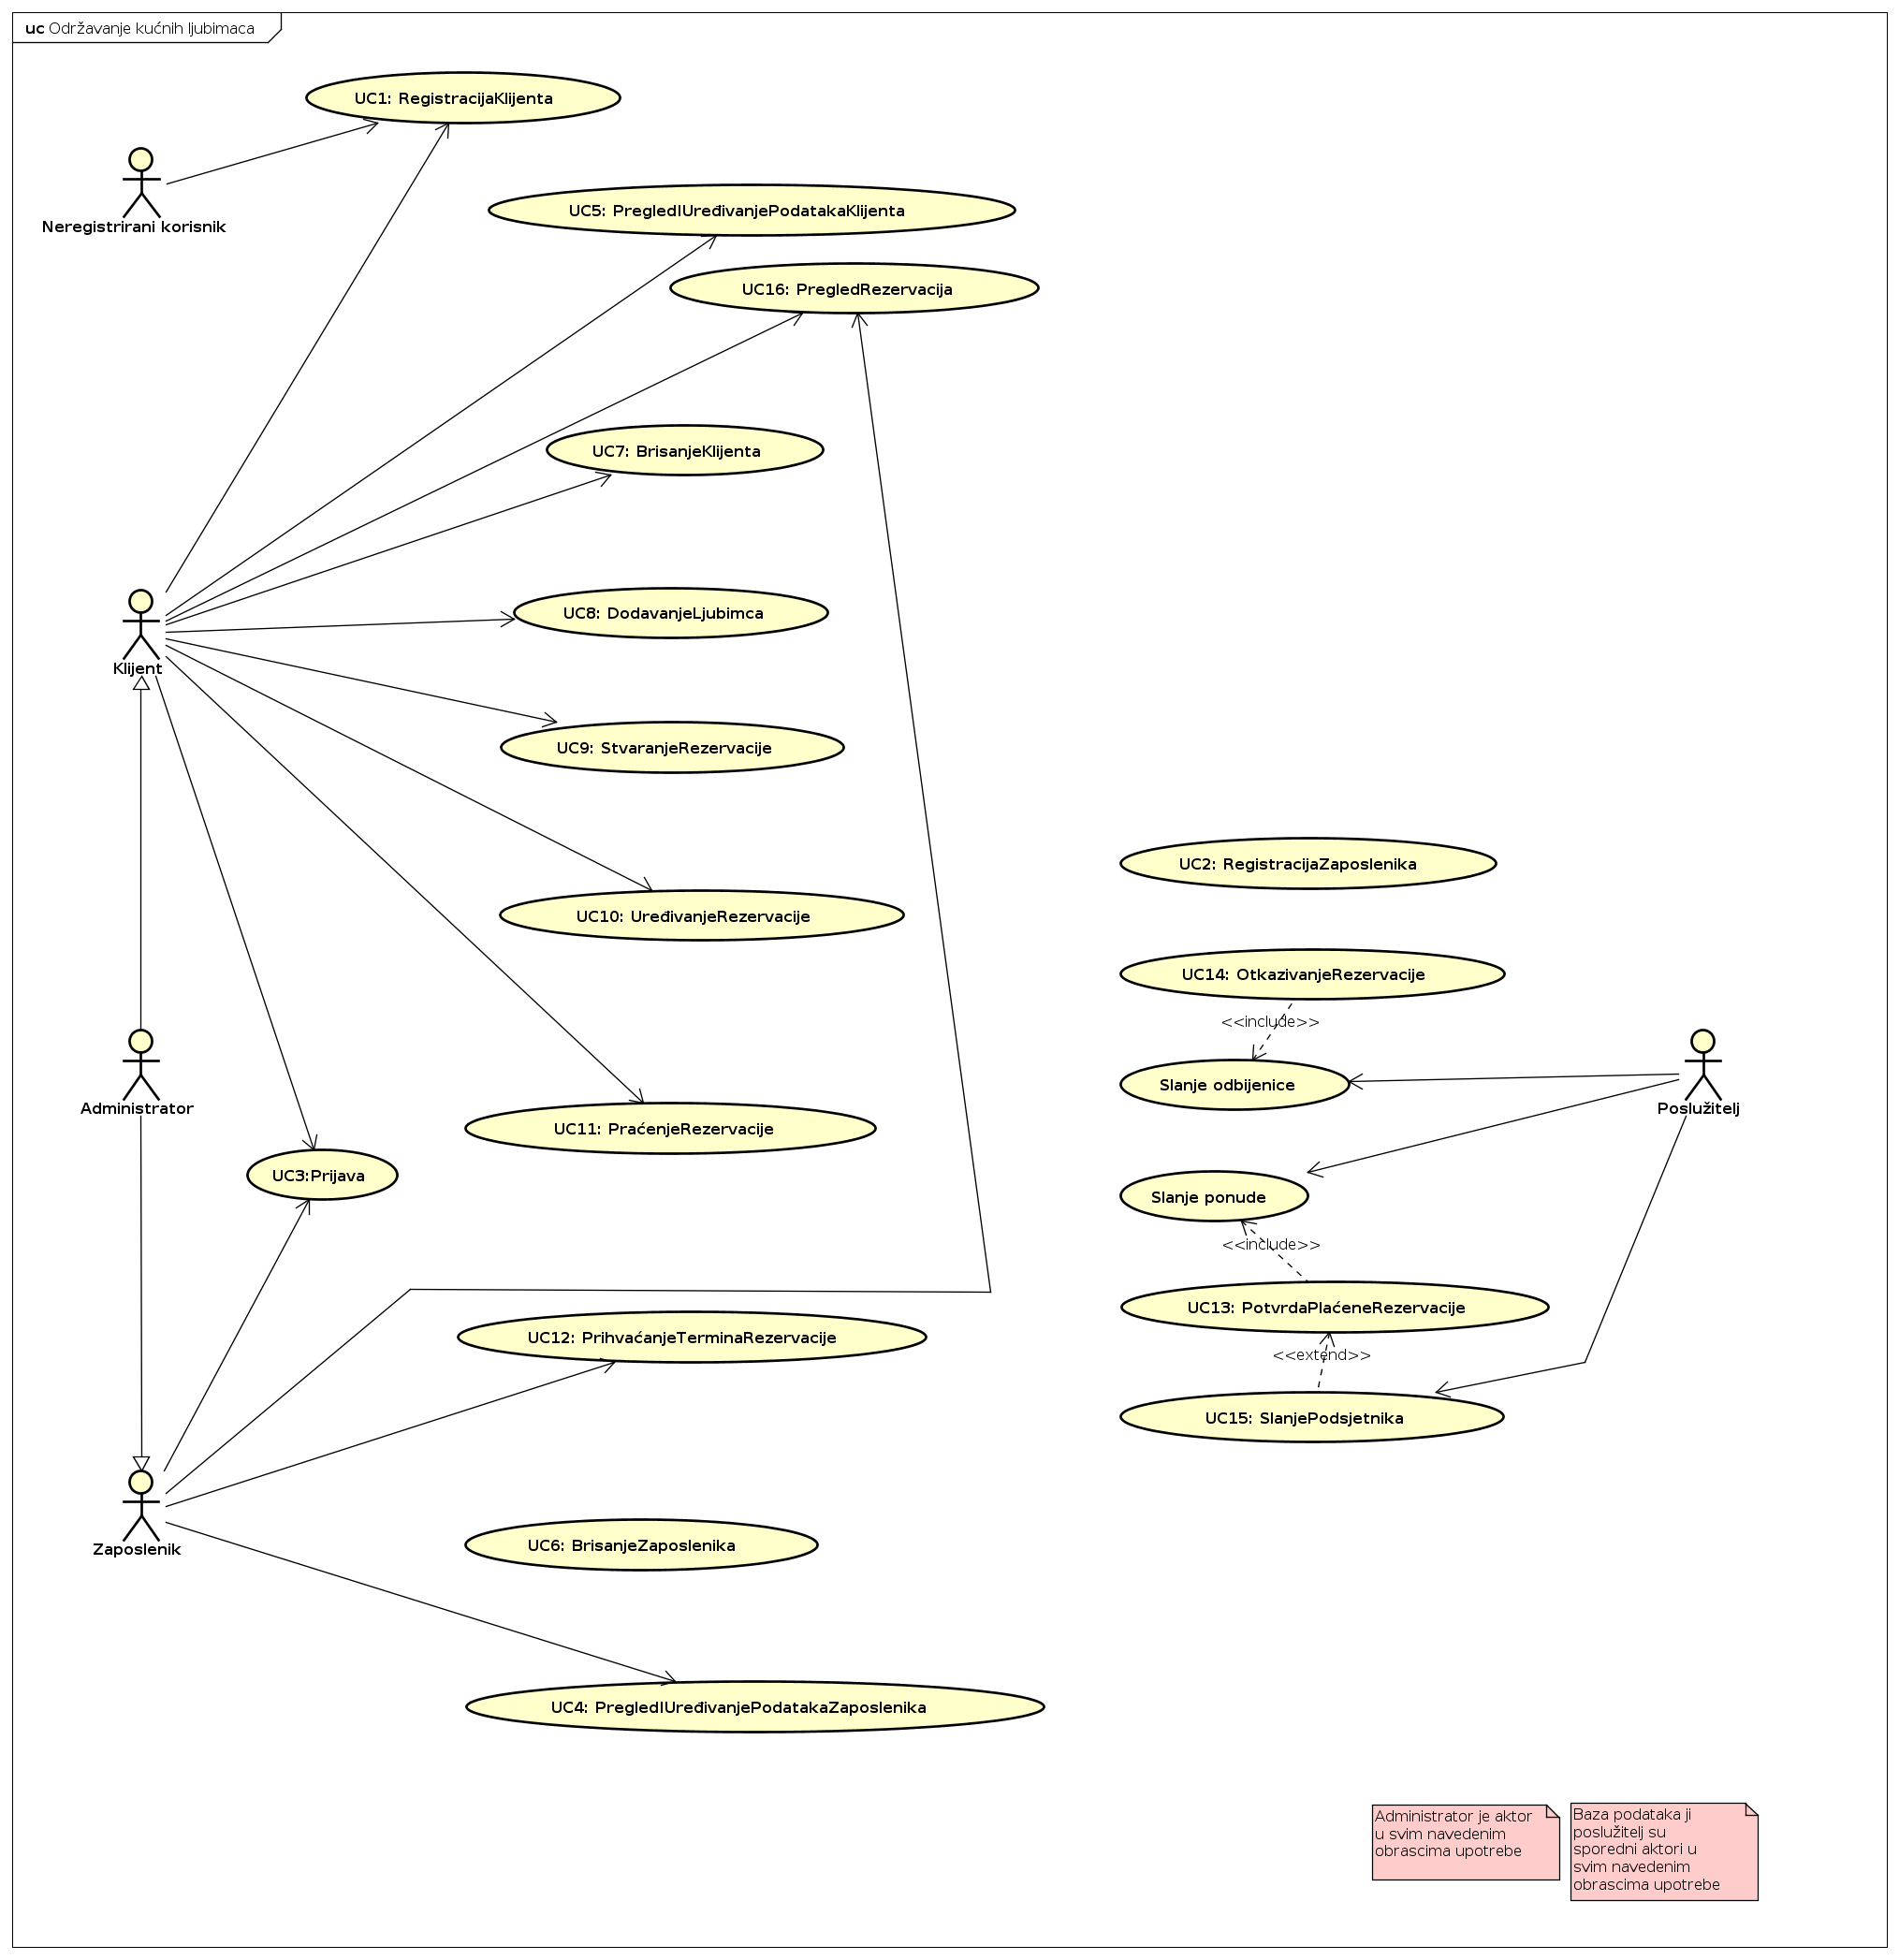 uc Održavanje kućnih ljubimaca
UC1: RegistracijaKlijenta
Neregistrirani korisnik
UC5: PregledIUređivanjePodatakaKlijenta
UC16: PregledRezervacija
UC7: BrisanjeKlijenta
UC8: DodavanjeLjubimca
Klijent
UC9: StvaranjeRezervacije
UC2: RegistracijaZaposlenika
UC10: UređivanjeRezervacije
UC14: OtkazivanjeRezervacije
<<include>>
Slanje odbijenice
Administrator
Poslužitelj
UC11: PraćenjeRezervacije
UC3:Prijava
Slanje ponude
<<include>>
UC13: PotvrdaPlaćeneRezervacije
UC12: PrihvaćanjeTerminaRezervacije
<<extend>>
UC15: SlanjePodsjetnika
Zaposlenik
UC6: BrisanjeZaposlenika
UC4: PregledIUređivanjePodatakaZaposlenika
Administrator je aktor
u svim navedenim
obrascima upotrebe
Baza podataka ji
poslužitelj su
sporedni aktori u
svim navedenim
obrascima upotrebe